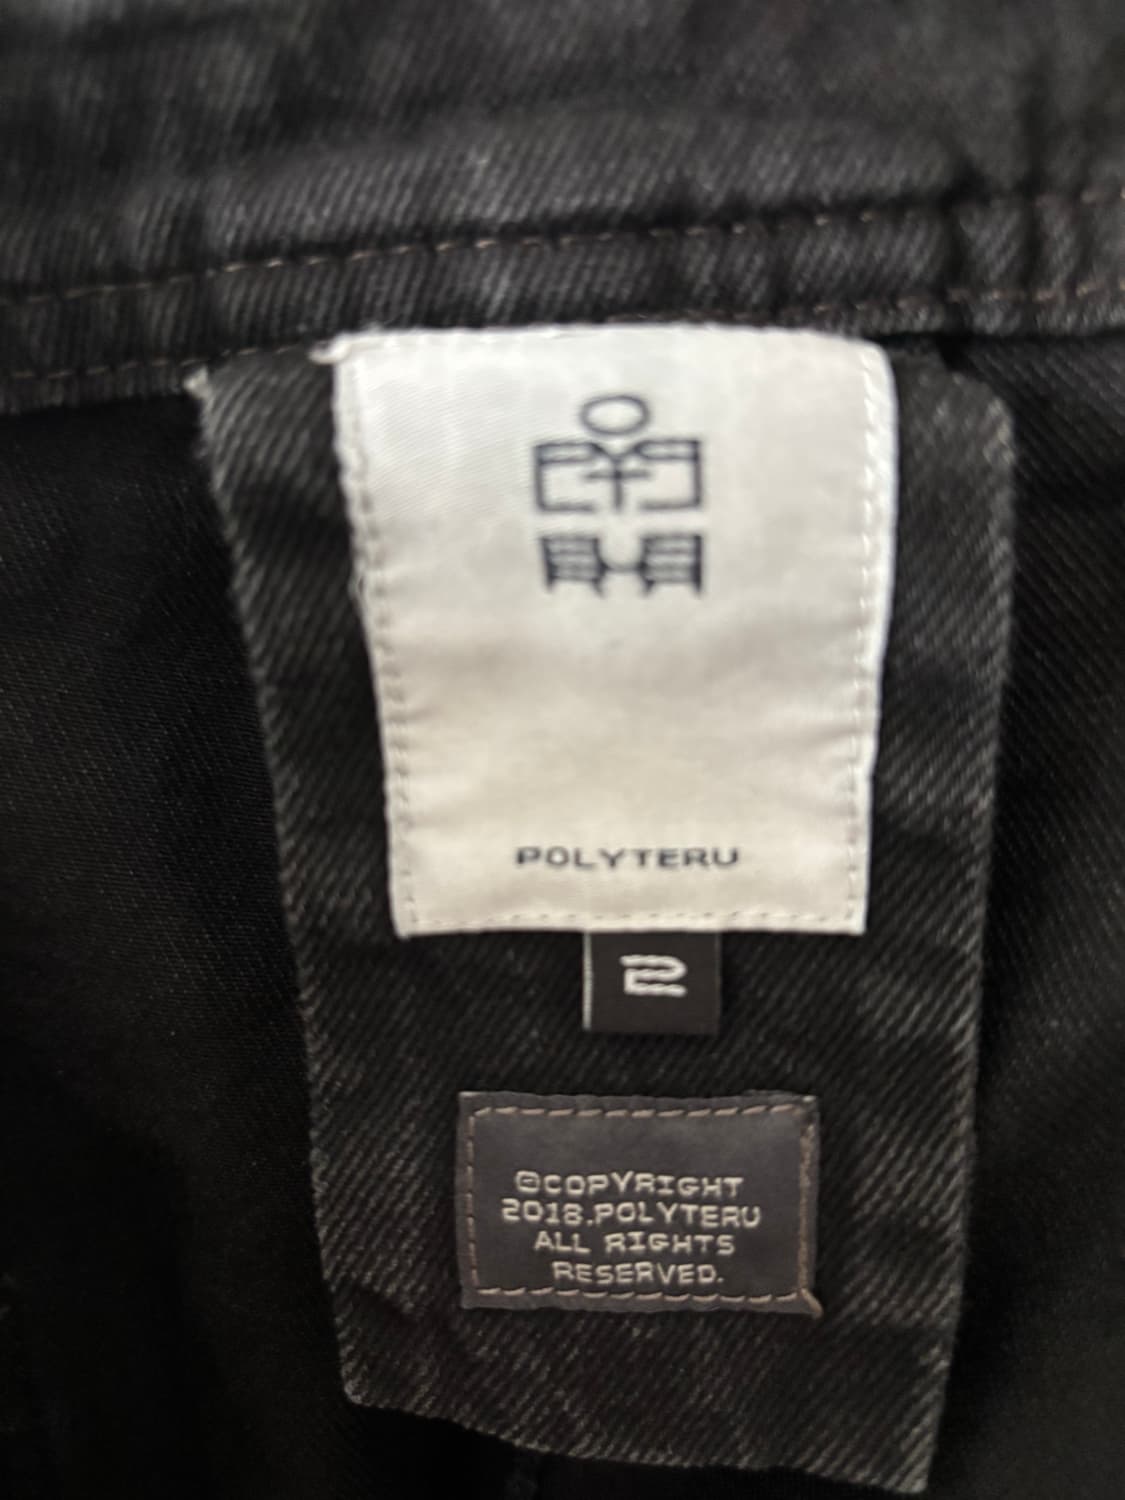 POLYTERU
2
©COPYRIGHT
2018.POLYTERU
ALL RIGHTS
RESERVED.